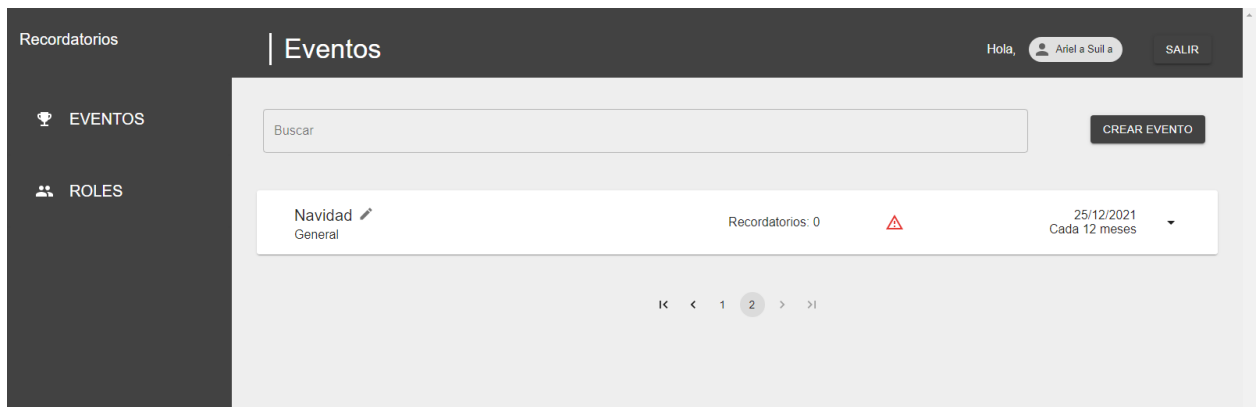 Recordatorios
Eventos
Hola,
Ariel a Suil a
SALIR
EVENTOS
ROLES
Buscar
CREAR EVENTO
Navidad
General
Recordatorios: 0
25/12/2021
Cada 12 meses
1 2